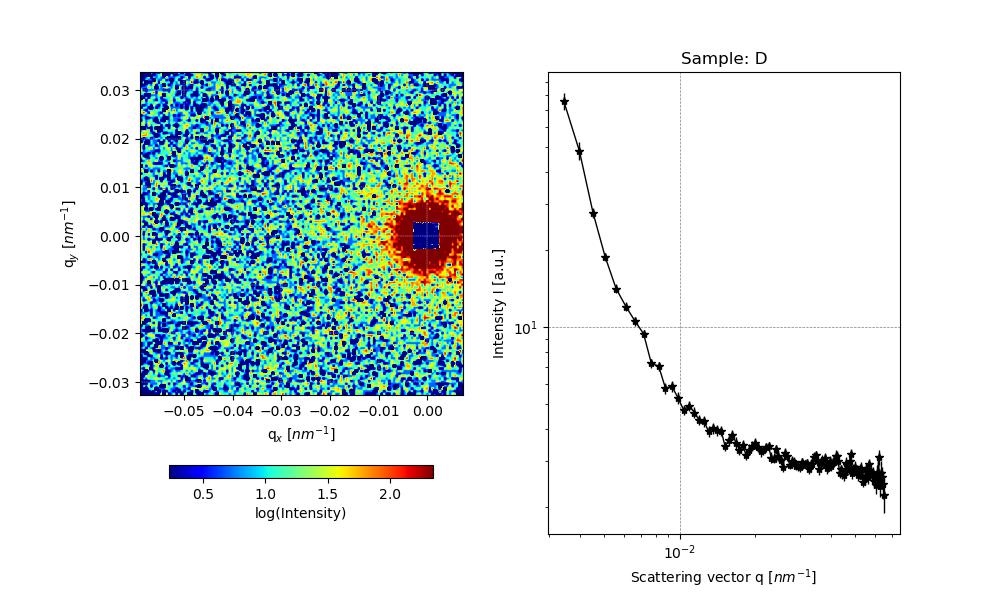 Sample: D
0.03
0.02
0.01
0.00
−0.01
−0.02
−0.03
q_y [nm^{-1}]
−0.05 −0.04 −0.03 −0.02 −0.01 0.00
q_x [nm^{-1}]
0.5 1.0 1.5 2.0
log(Intensity)
Intensity I [a.u.]
10^1
10^{-2}
Scattering vector q [nm^{-1}]